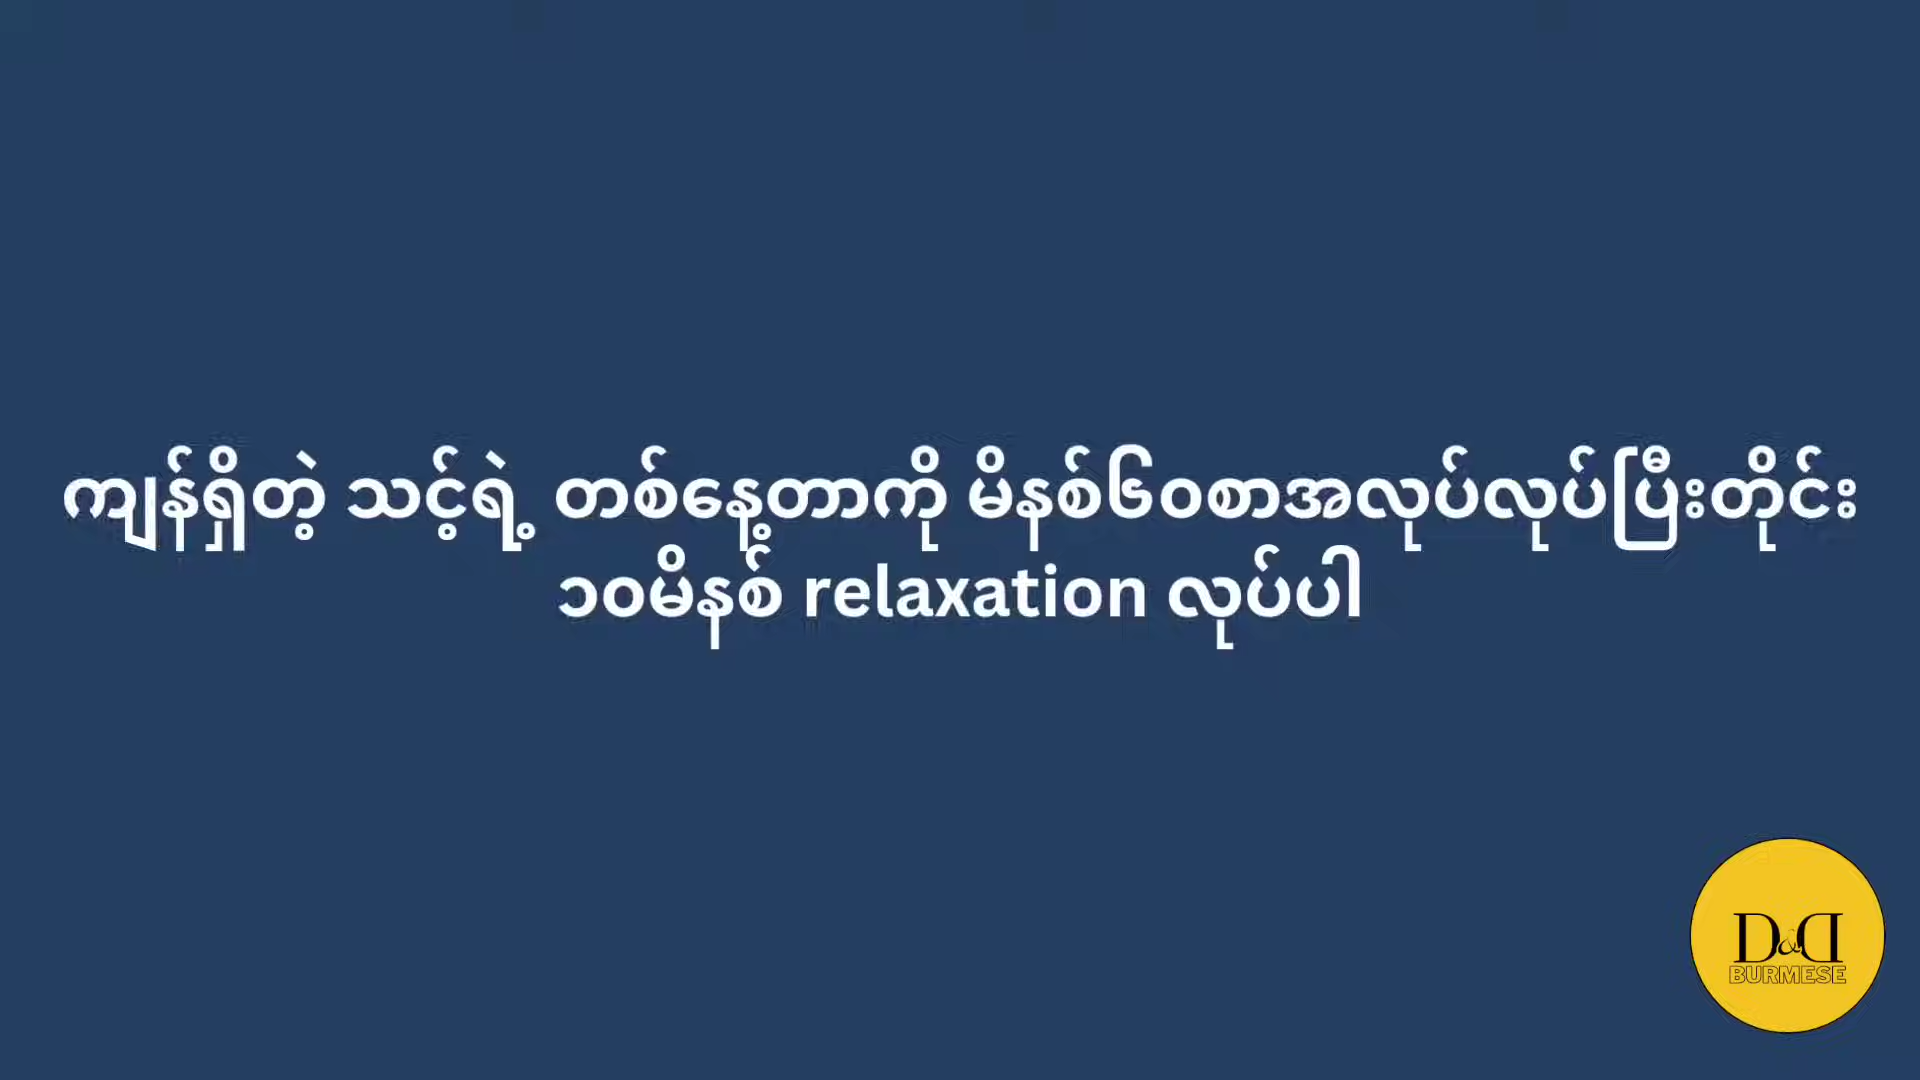 ကျန်ရှိတဲ့ သင့်ရဲ့ တစ်နေ့တာကို မိနစ်၆၀စာအလုပ်လုပ်ပြီးတိုင်း
၁၀မိနစ် relaxation လုပ်ပါ
D&D
BURMESE